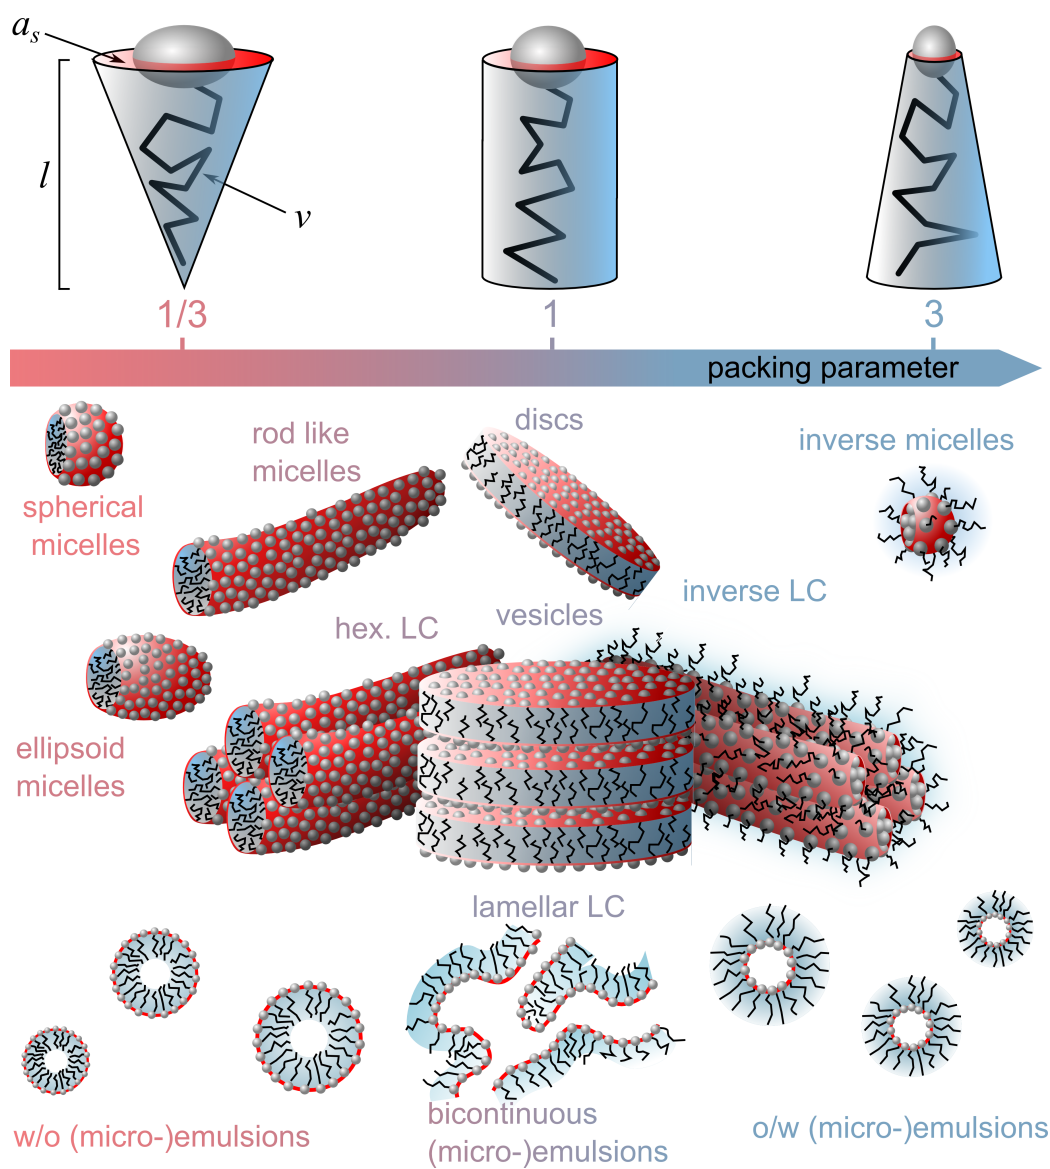 a_s
l
v
1/3
1
3
packing parameter
discs
rod like
micelles
inverse micelles
spherical
micelles
inverse LC
vesicles
hex. LC
ellipsoid
micelles
lamellar LC
w/o (micro-)emulsions
bicontinuous
(micro-)emulsions
o/w (micro-)emulsions